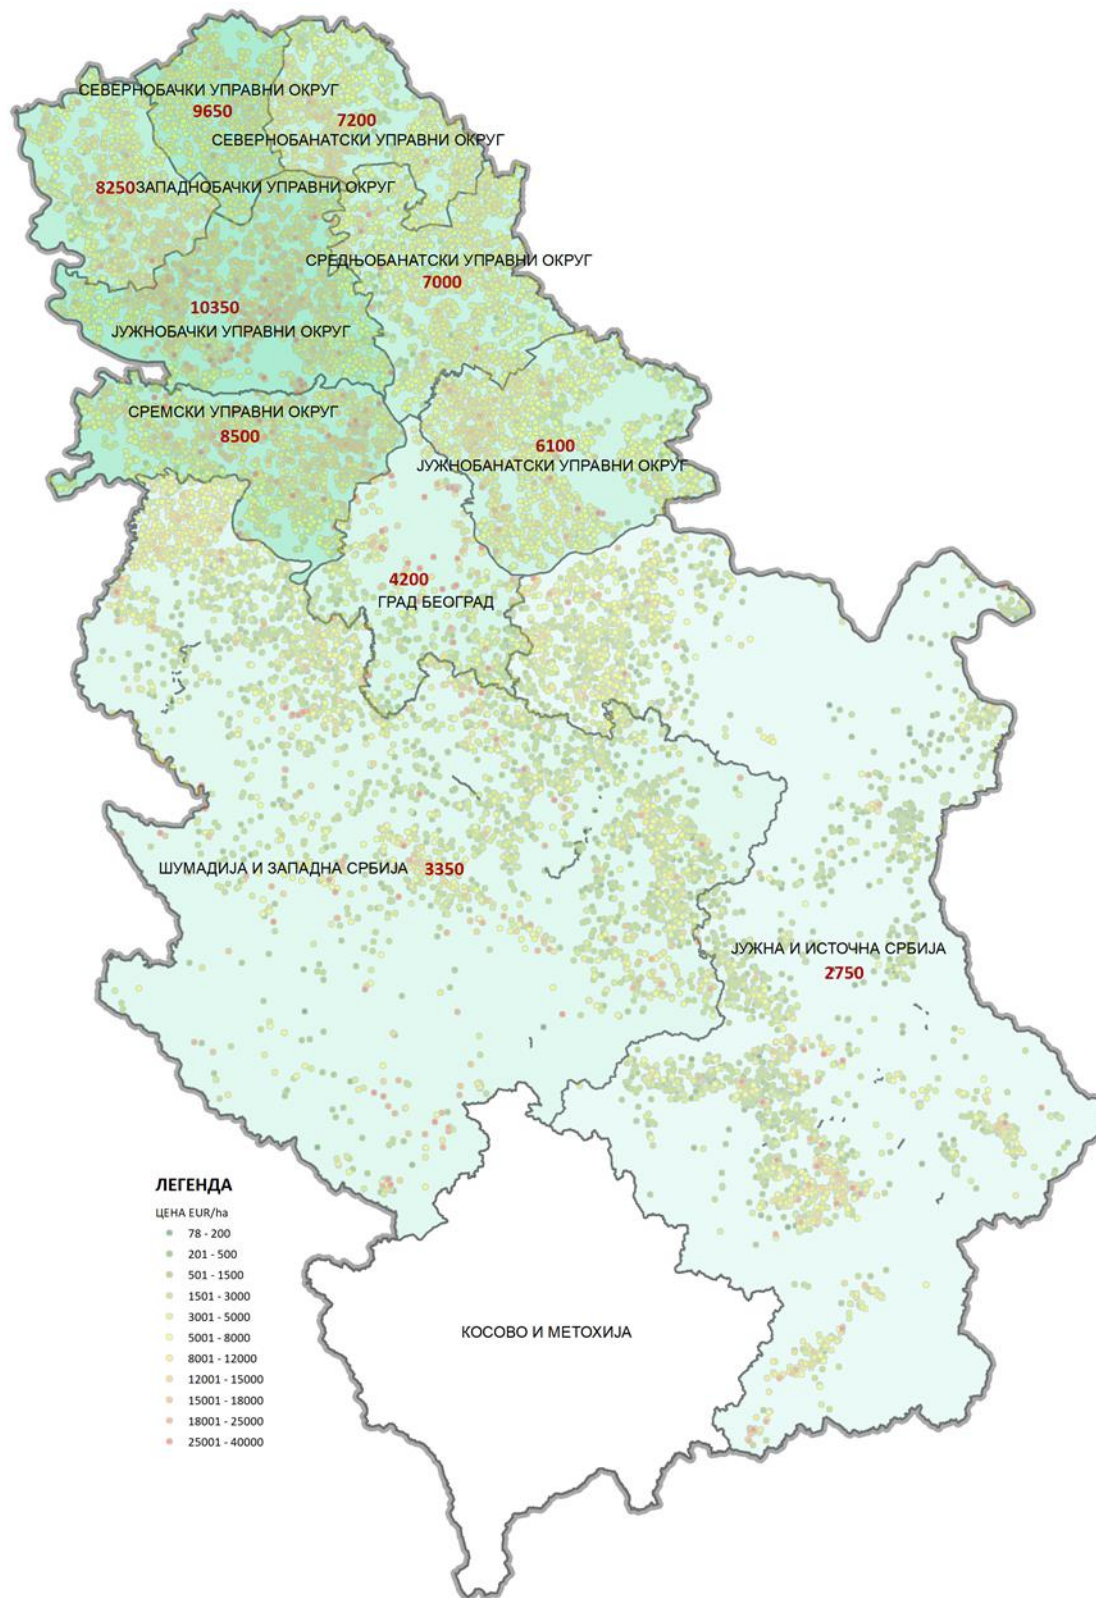 СЕВЕРНОБАЧКИ УПРАВНИ ОКРУГ
9650
7200
СЕВЕРНОБАНАТСКИ УПРАВНИ ОКРУГ
8250 ЗАПАДНОБАЧКИ УПРАВНИ ОКРУГ
СРЕДЊОБАНАТСКИ УПРАВНИ ОКРУГ
7000
10350
ЈУЖНОБАЧКИ УПРАВНИ ОКРУГ
СРЕМСКИ УПРАВНИ ОКРУГ
8500
6100
ЈУЖНОБАНАТСКИ УПРАВНИ ОКРУГ
4200
ГРАД БЕОГРАД
ШУМАДИЈА И ЗАПАДНА СРБИЈА 3350
ЈУЖНА И ИСТОЧНА СРБИЈА
2750
КОСОВО И МЕТОХИЈА
ЛЕГЕНДА
ЦЕНА EUR/ha
78 - 200
201 - 500
501 - 1500
1501 - 3000
3001 - 5000
5001 - 8000
8001 - 12000
12001 - 15000
15001 - 18000
18001 - 25000
25001 - 40000